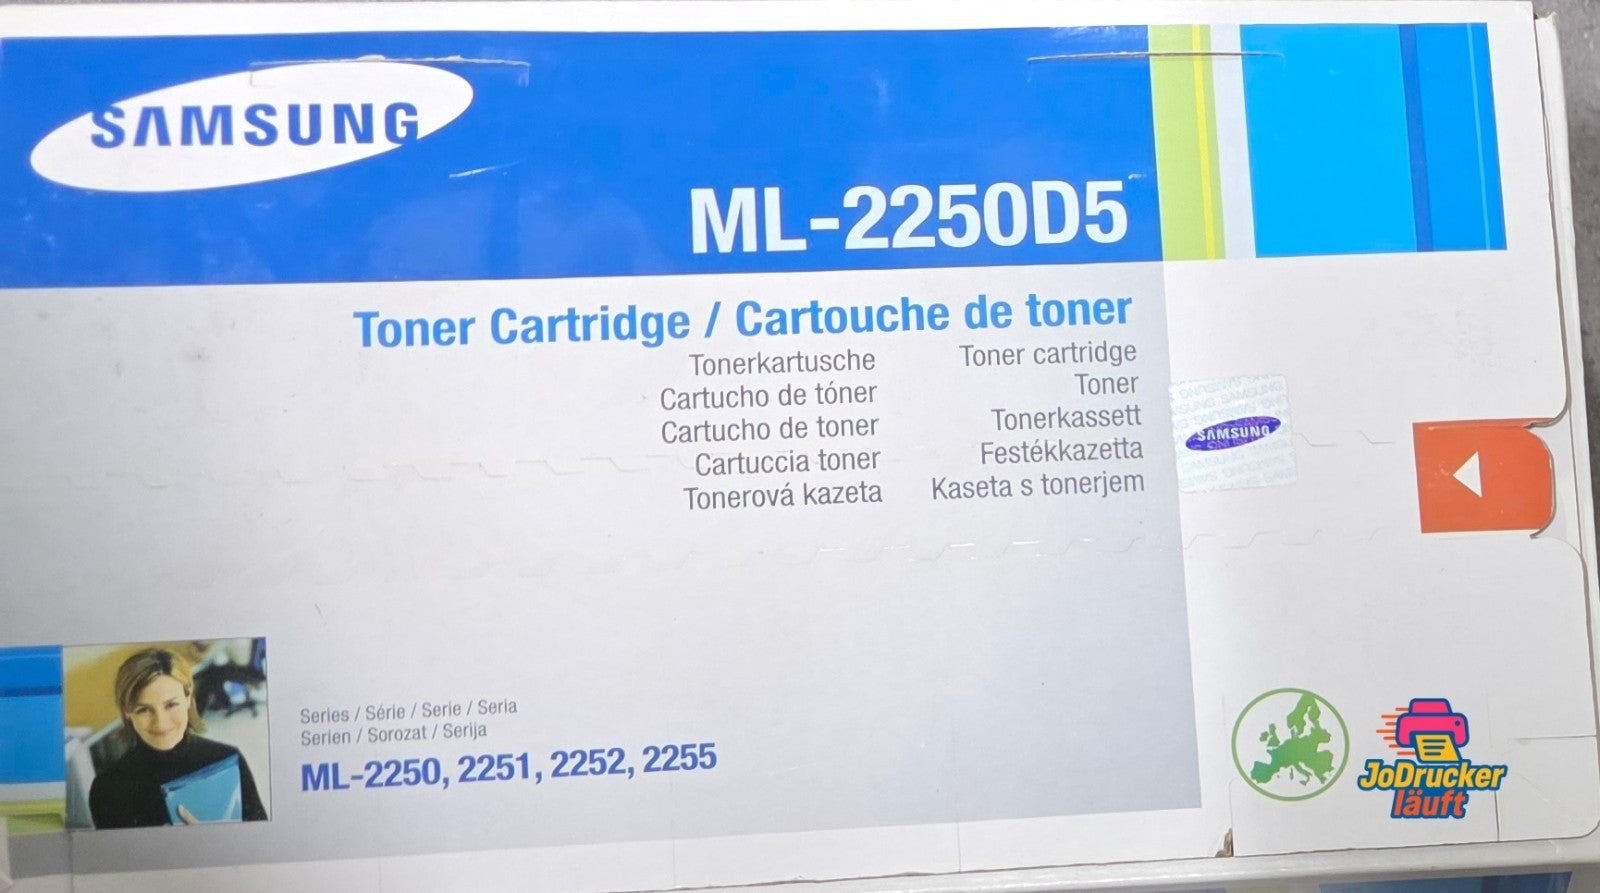 SAMSUNG
ML-2250D5
Toner Cartridge / Cartouche de toner
Tonerkartusche
Cartucho de tóner
Cartucho de toner
Cartuccia toner
Tonerová kazeta
Toner cartridge
Toner
Tonerkassett
Festékkazetta
Kaseta s tonerjem
SAMSUNG
Series / Série / Serie / Seria
Serien / Sorozat / Serija
ML-2250, 2251, 2252, 2255
JoDrucker
läuft